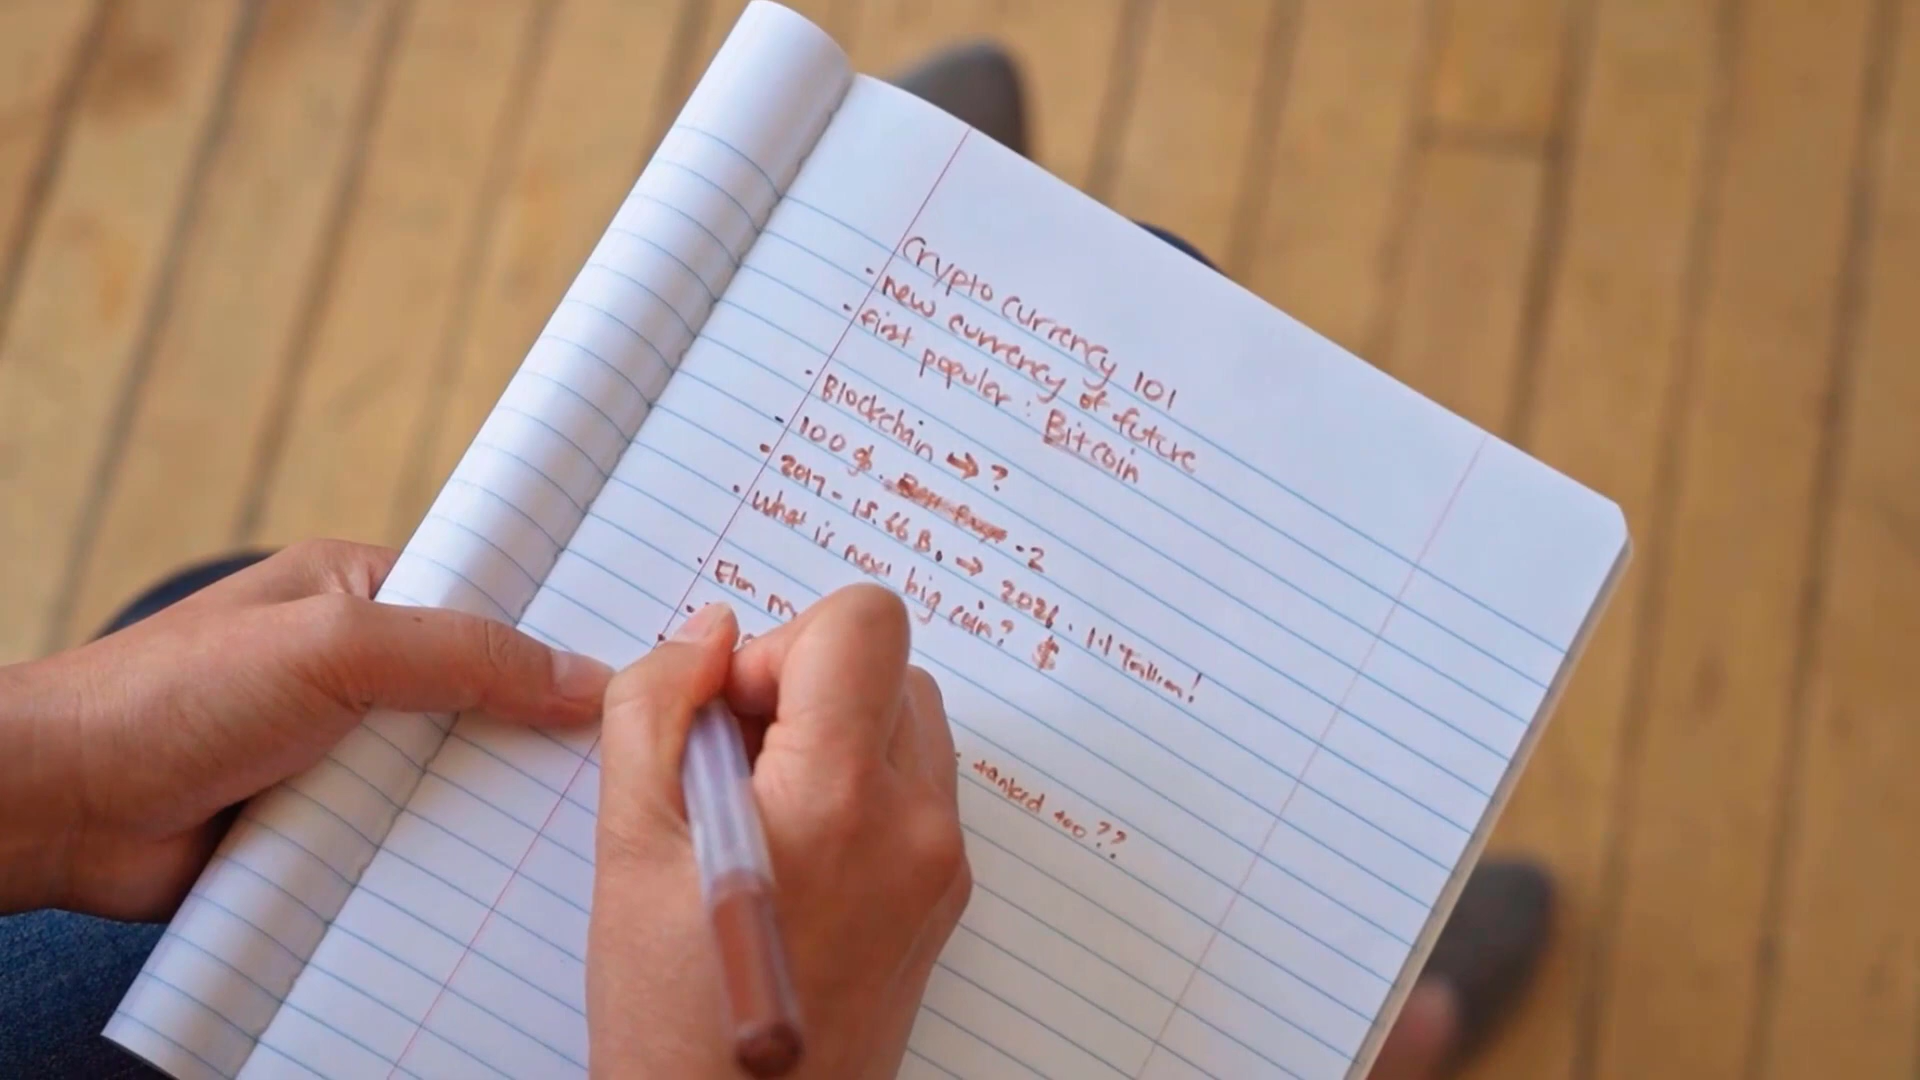 Crypto currency 101
• new currency of future
• first popular : Bitcoin
• Blockchain → ?
• 100 $. - 2
• 2017 - 15.66 B. → 2021. 1.1 Trillion!
• What is next big coin? $
• Elon m
tanked too ??